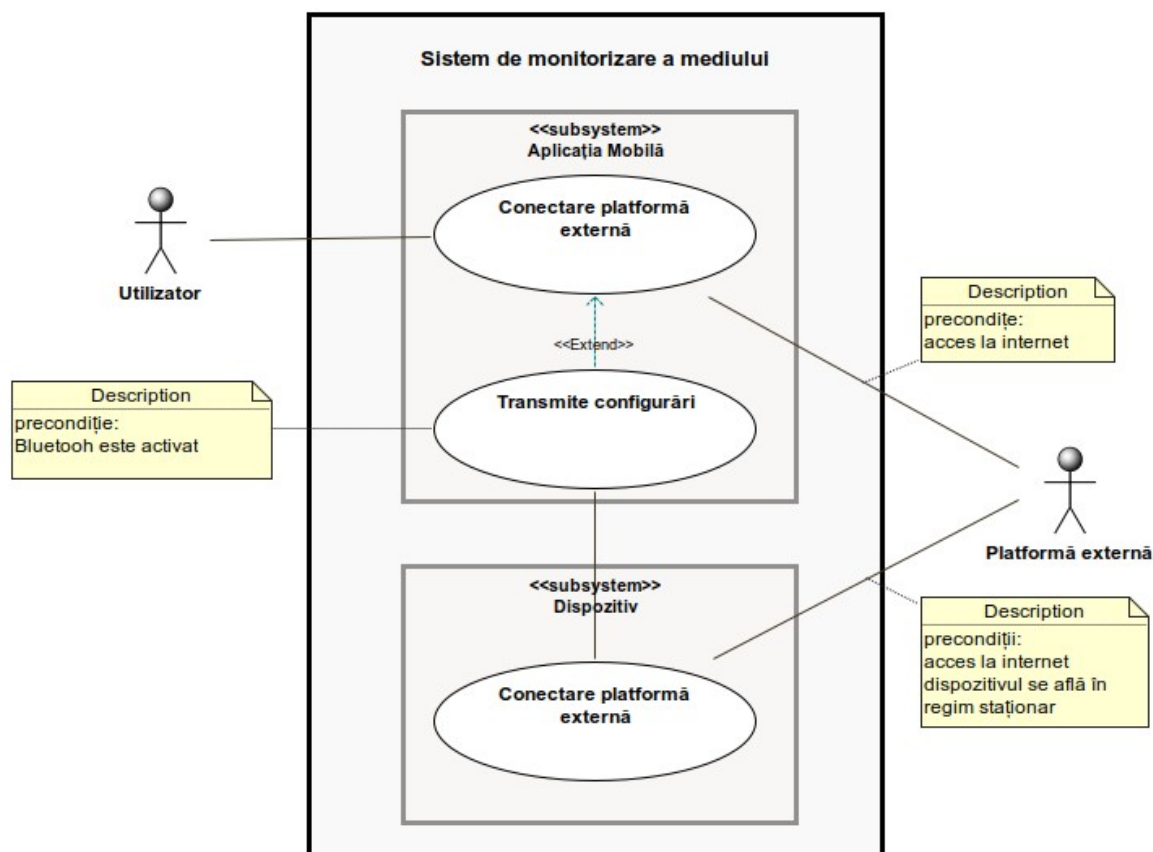 Sistem de monitorizare a mediului
<<subsystem>>
Aplicația Mobilă
Conectare platformă
externă
Utilizator
Description
precondițe:
acces la internet
<<Extend>>
Description
precondiție:
Bluetooh este activat
Transmite configurări
Platformă externă
<<subsystem>>
Dispozitiv
Description
precondiții:
acces la internet
dispozitivul se află în
regim staționar
Conectare platformă
externă